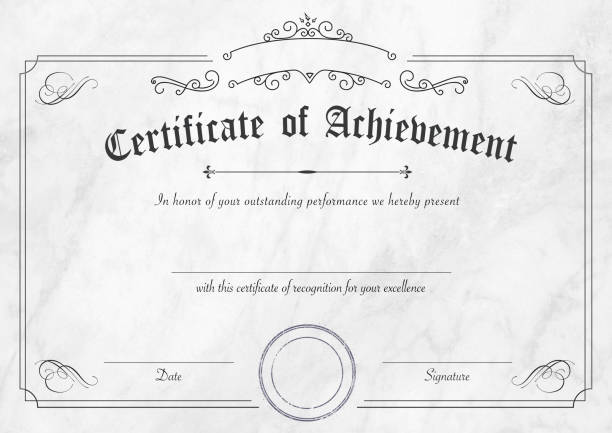 Certificate of Achievement
In honor of your outstanding performance we hereby present
with this certificate of recognition for your excellence
Date
Signature